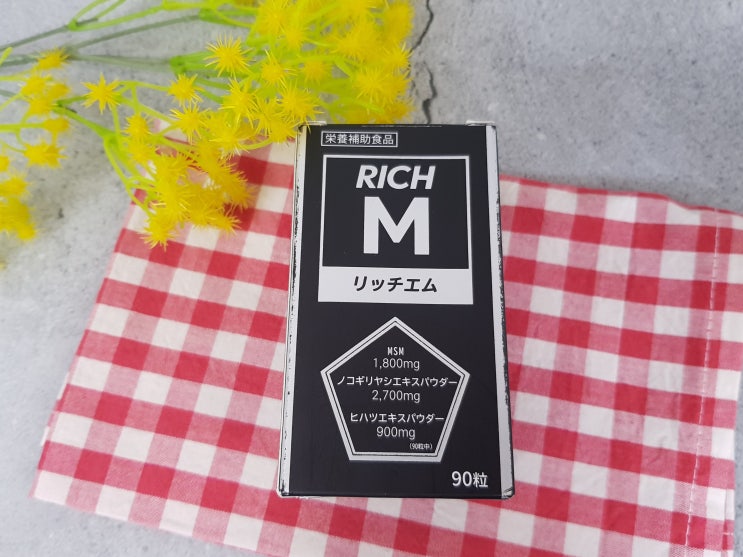 栄養補助食品
RICH
M
リッチエム
MSM
1,800mg
ノコギリヤシエキスパウダー
2,700mg
ヒハツエキスパウダー
900mg
(90粒中)
90粒